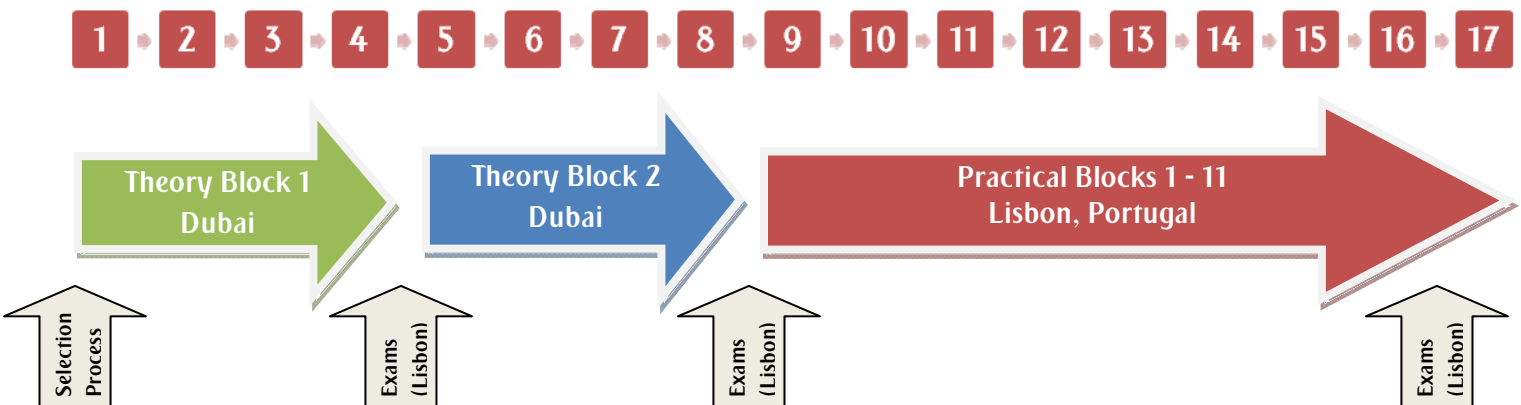 1 2 3 4 5 6 7 8 9 10 11 12 13 14 15 16 17
Theory Block 1
Dubai
Theory Block 2
Dubai
Practical Blocks 1 - 11
Lisbon, Portugal
Selection
Process
Exams
(Lisbon)
Exams
(Lisbon)
Exams
(Lisbon)